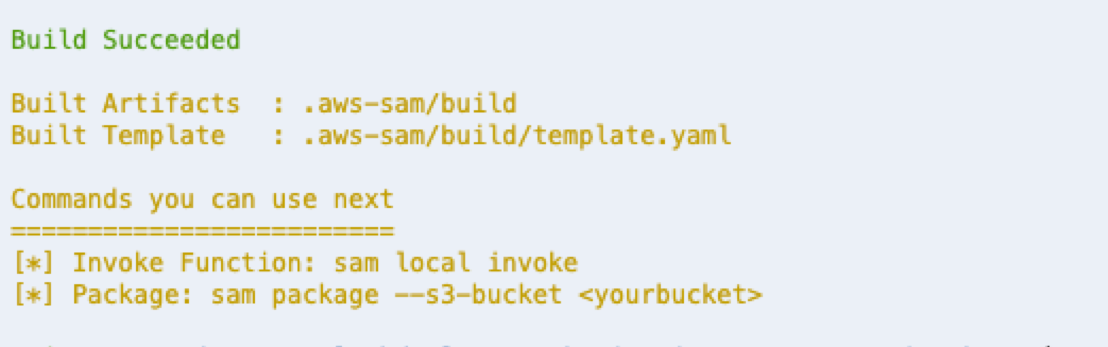 Build Succeeded
Built Artifacts : .aws-sam/build
Built Template : .aws-sam/build/template.yaml
Commands you can use next
=========================
[*] Invoke Function: sam local invoke
[*] Package: sam package --s3-bucket <yourbucket>